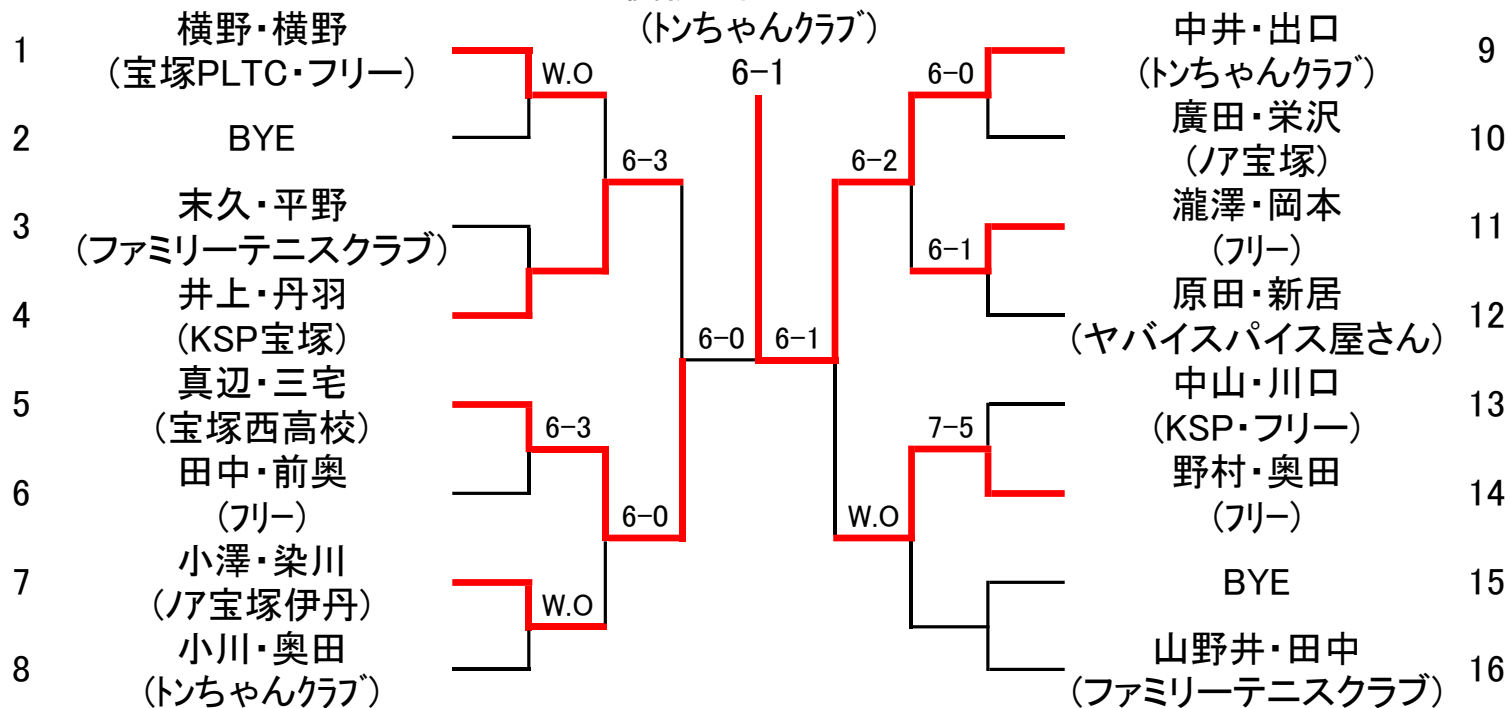 (トンちゃんクラブ)
6-1
1
横野・横野
(宝塚PLTC・フリー)
W.O
2
BYE
6-3
3
末久・平野
(ファミリーテニスクラブ)
4
井上・丹羽
(KSP宝塚)
6-0
5
真辺・三宅
(宝塚西高校)
6-3
6
田中・前奥
(フリー)
6-0
7
小澤・染川
(ノア宝塚伊丹)
W.O
8
小川・奥田
(トンちゃんクラブ)
6-0
中井・出口
(トンちゃんクラブ)
9
廣田・栄沢
(ノア宝塚)
10
6-2
瀧澤・岡本
(フリー)
11
6-1
原田・新居
(ヤバイスパイス屋さん)
12
6-1
中山・川口
(KSP・フリー)
13
7-5
野村・奥田
(フリー)
14
W.O
BYE
15
山野井・田中
(ファミリーテニスクラブ)
16